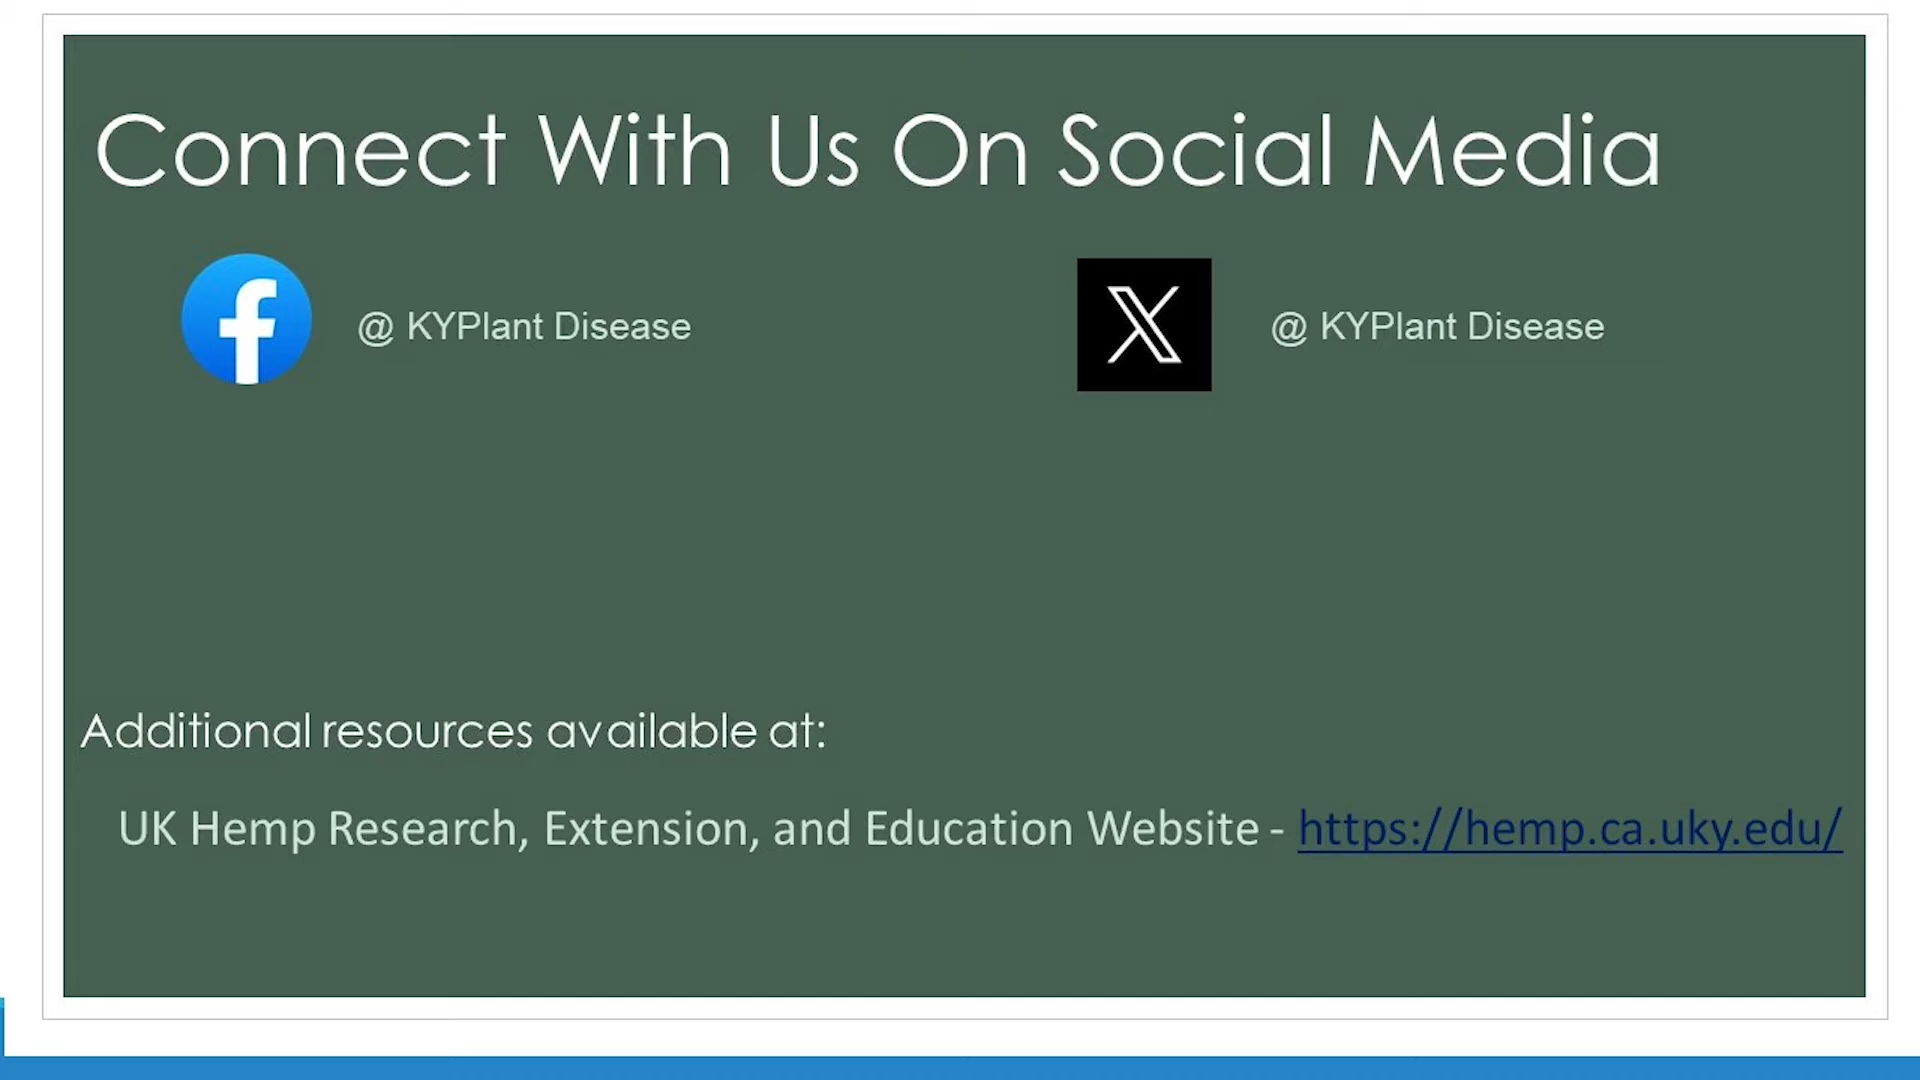 Connect With Us On Social Media
@ KYPlant Disease
@ KYPlant Disease
Additional resources available at:
UK Hemp Research, Extension, and Education Website - https://hemp.ca.uky.edu/